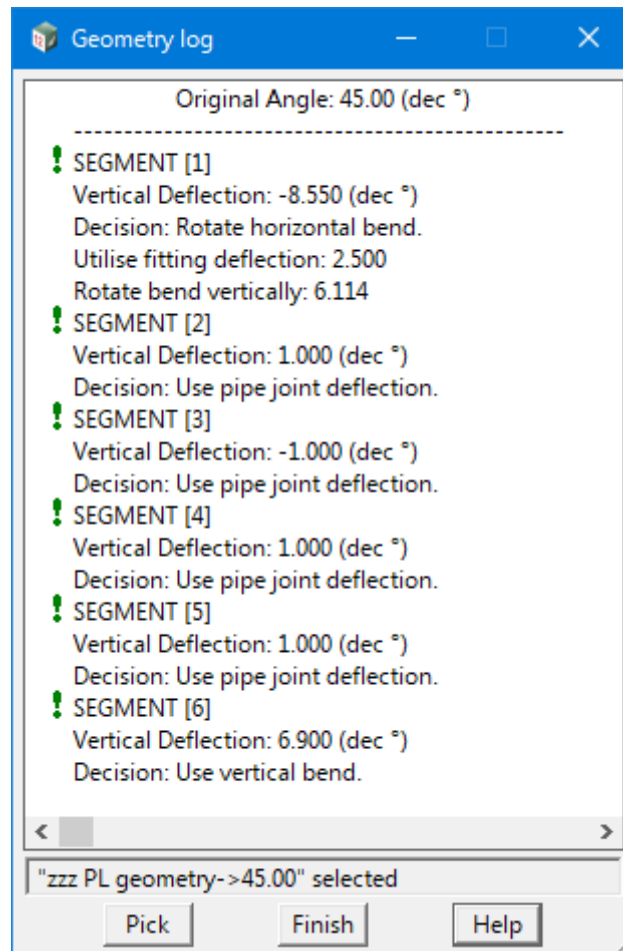 Geometry log
Original Angle: 45.00 (dec °)
--------------------------------------------------
SEGMENT [1]
Vertical Deflection: -8.550 (dec °)
Decision: Rotate horizontal bend.
Utilise fitting deflection: 2.500
Rotate bend vertically: 6.114
SEGMENT [2]
Vertical Deflection: 1.000 (dec °)
Decision: Use pipe joint deflection.
SEGMENT [3]
Vertical Deflection: -1.000 (dec °)
Decision: Use pipe joint deflection.
SEGMENT [4]
Vertical Deflection: 1.000 (dec °)
Decision: Use pipe joint deflection.
SEGMENT [5]
Vertical Deflection: 1.000 (dec °)
Decision: Use pipe joint deflection.
SEGMENT [6]
Vertical Deflection: 6.900 (dec °)
Decision: Use vertical bend.
"zzz PL geometry->45.00" selected
Pick Finish Help